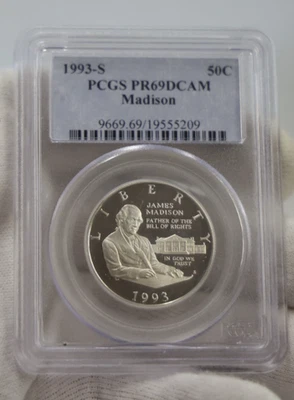 1993-S 50C
PCGS PR69DCAM
Madison
9669.69/19555209
LIBERTY
JAMES
MADISON
FATHER OF THE
BILL OF RIGHTS
IN GOD WE
TRUST
1993